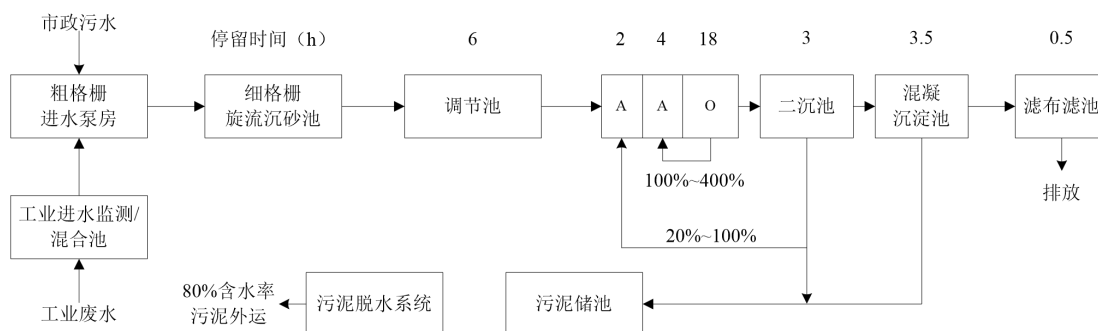 市政污水
停留时间（h）
6
2
4
18
3
3.5
0.5
粗格栅
进水泵房
细格栅
旋流沉砂池
调节池
A
A
O
二沉池
混凝
沉淀池
滤布滤池
100%~400%
排放
工业进水监测/
混合池
20%~100%
工业废水
80%含水率
污泥外运
污泥脱水系统
污泥储池